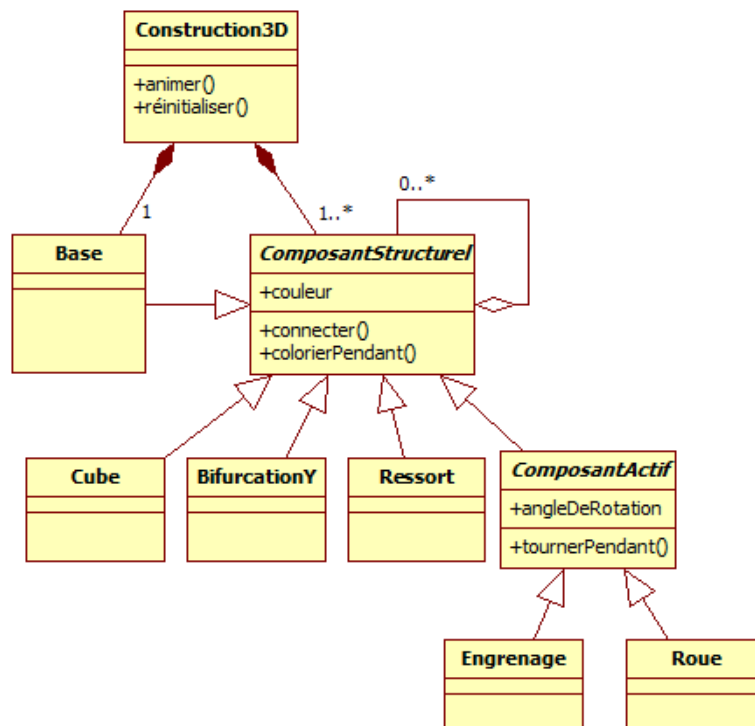 Construction3D
+animer()
+réinitialiser()
1
1..*
0..*
Base
ComposantStructurel
+couleur
+connecter()
+colorierPendant()
Cube
BifurcationY
Ressort
ComposantActif
+angleDeRotation
+tournerPendant()
Engrenage
Roue